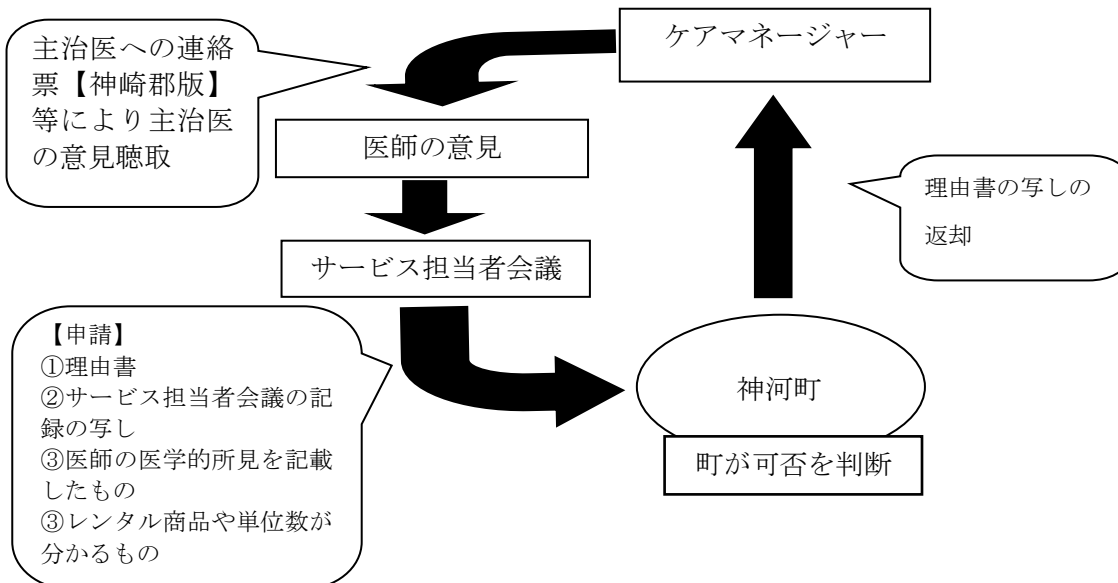 ケアマネージャー
主治医への連絡
票【神崎郡版】
等により主治医
の意見聴取
医師の意見
サービス担当者会議
理由書の写しの
返却
【申請】
①理由書
②サービス担当者会議の記
録の写し
③医師の医学的所見を記載
したもの
③レンタル商品や単位数が
分かるもの
神河町
町が可否を判断